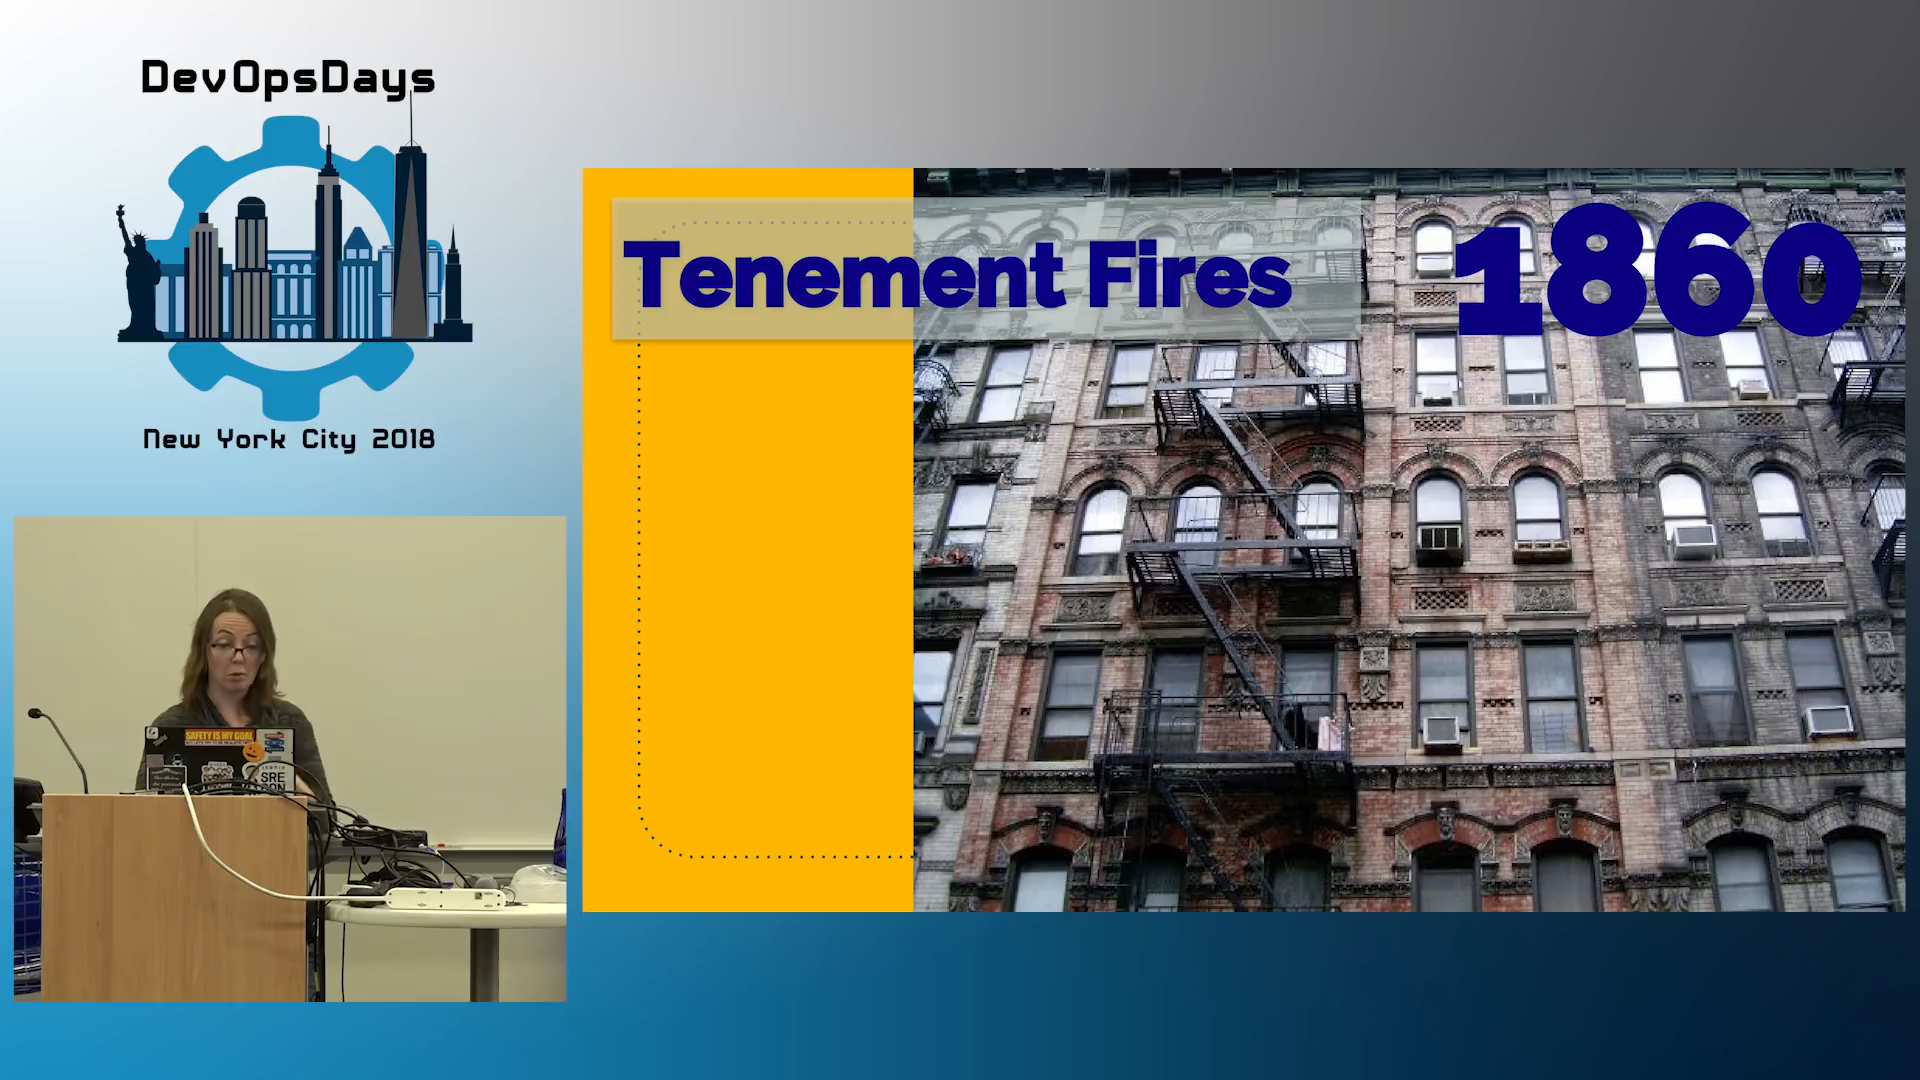 DevOpsDays
New York City 2018
Tenement Fires
1860
SAFETY IS MY GOAL
SRE